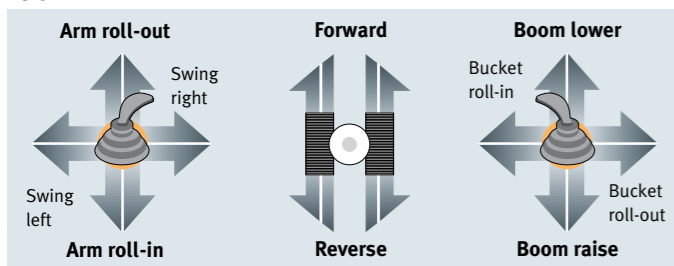 Arm roll-out
Swing
right
Swing
left
Arm roll-in
Forward
Reverse
Boom lower
Bucket
roll-in
Bucket
roll-out
Boom raise